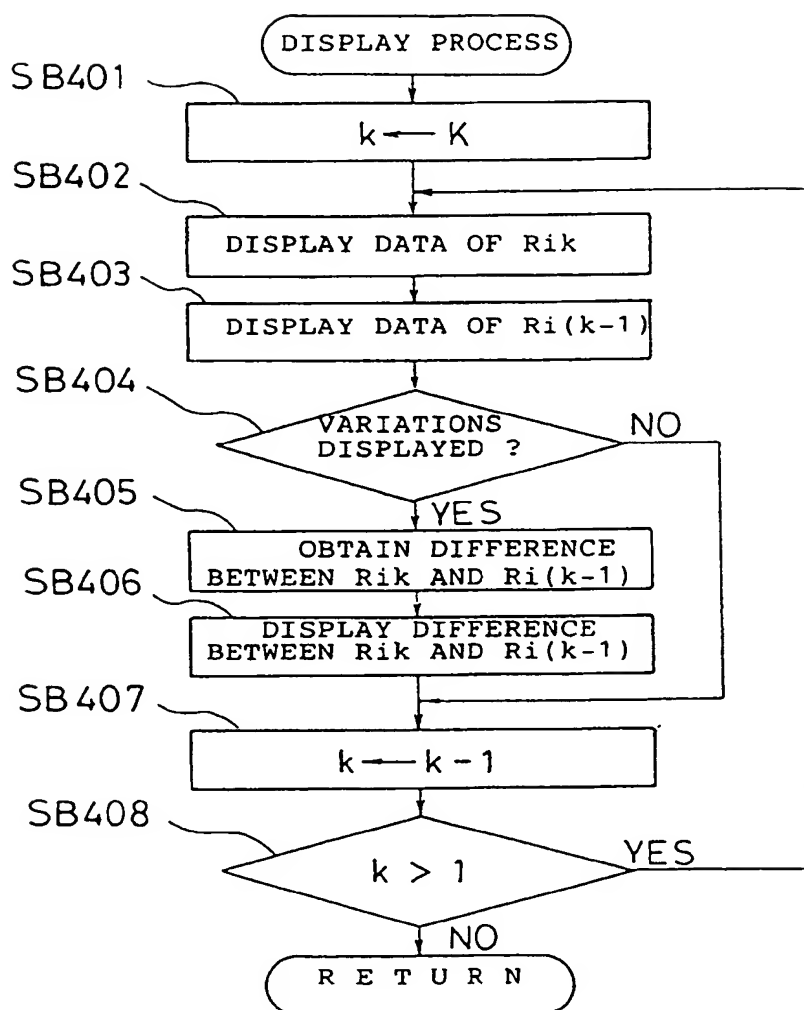 DISPLAY PROCESS
SB401
k ← K
SB402
DISPLAY DATA OF Rik
SB403
DISPLAY DATA OF Ri(k-1)
SB404
VARIATIONS
DISPLAYED ?
NO
SB405
YES
OBTAIN DIFFERENCE
BETWEEN Rik AND Ri(k-1)
SB406
DISPLAY DIFFERENCE
BETWEEN Rik AND Ri(k-1)
SB407
k ← k - 1
SB408
k > 1
YES
NO
RETURN